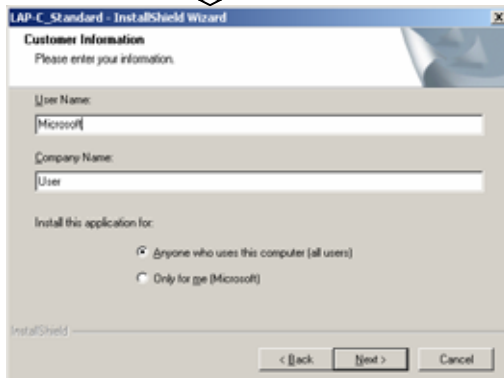 LAP-C_Standard - InstallShield Wizard
Customer Information
Please enter your information.
User Name:
Microsoft
Company Name:
User
Install this application for:
Anyone who uses this computer (all users)
Only for me (Microsoft)
InstallShield
< Back Next > Cancel